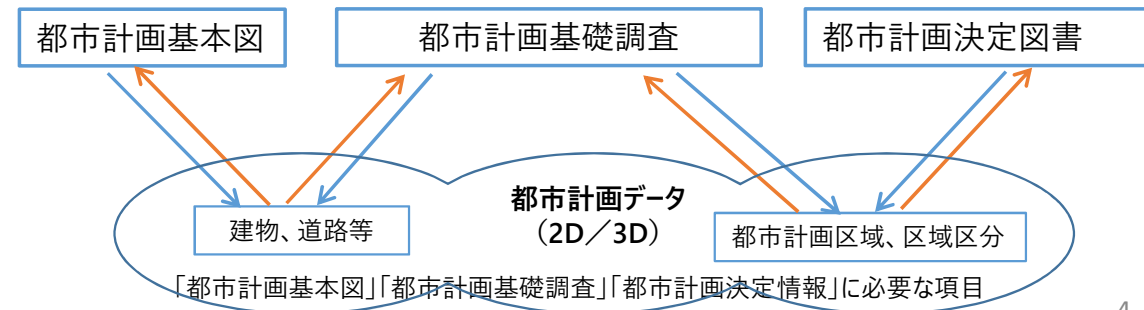 都市計画基本図
都市計画基礎調査
都市計画決定図書
都市計画データ
（2D／3D）
建物、道路等
都市計画区域、区域区分
「都市計画基本図」「都市計画基礎調査」「都市計画決定情報」に必要な項目
4